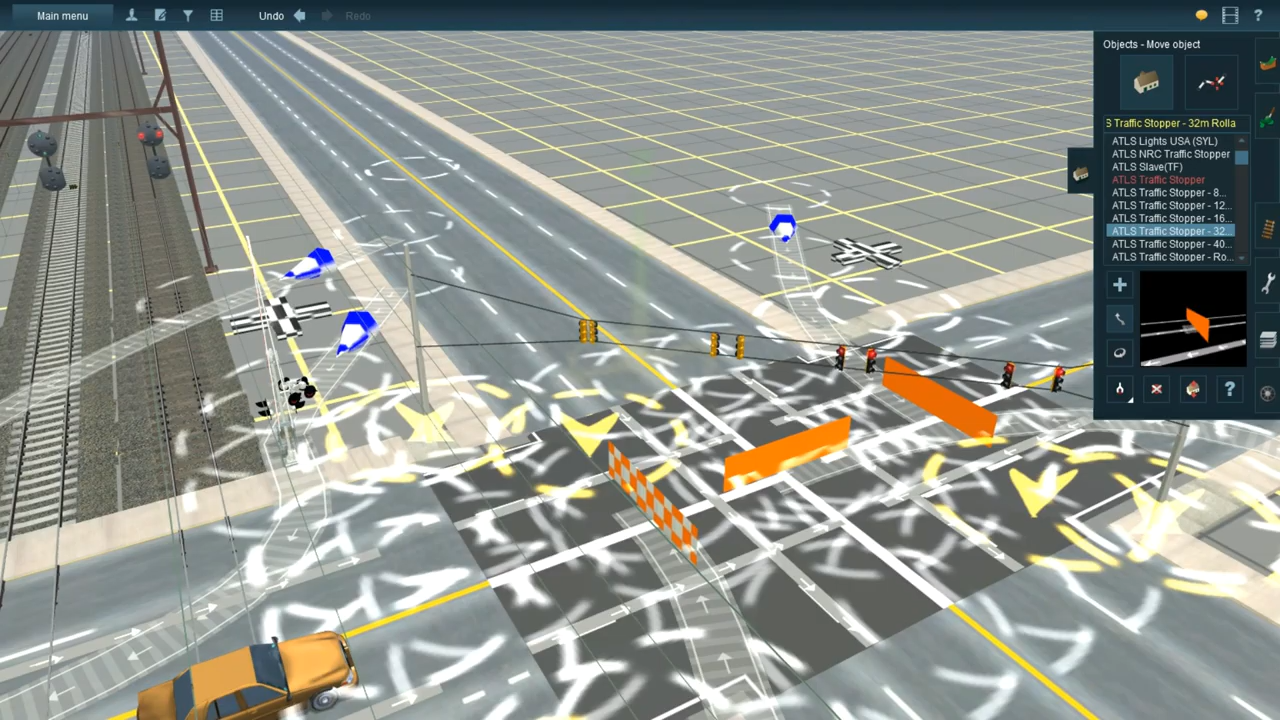 Main menu
Undo
Redo
?
Objects - Move object
S Traffic Stopper - 32m Rolla
ATLS Lights USA (SYL)
ATLS NRC Traffic Stopper
ATLS Slave(TF)
ATLS Traffic Stopper
ATLS Traffic Stopper - 8...
ATLS Traffic Stopper - 12...
ATLS Traffic Stopper - 16...
ATLS Traffic Stopper - 32
ATLS Traffic Stopper - 40...
ATLS Traffic Stopper - Ro...
?